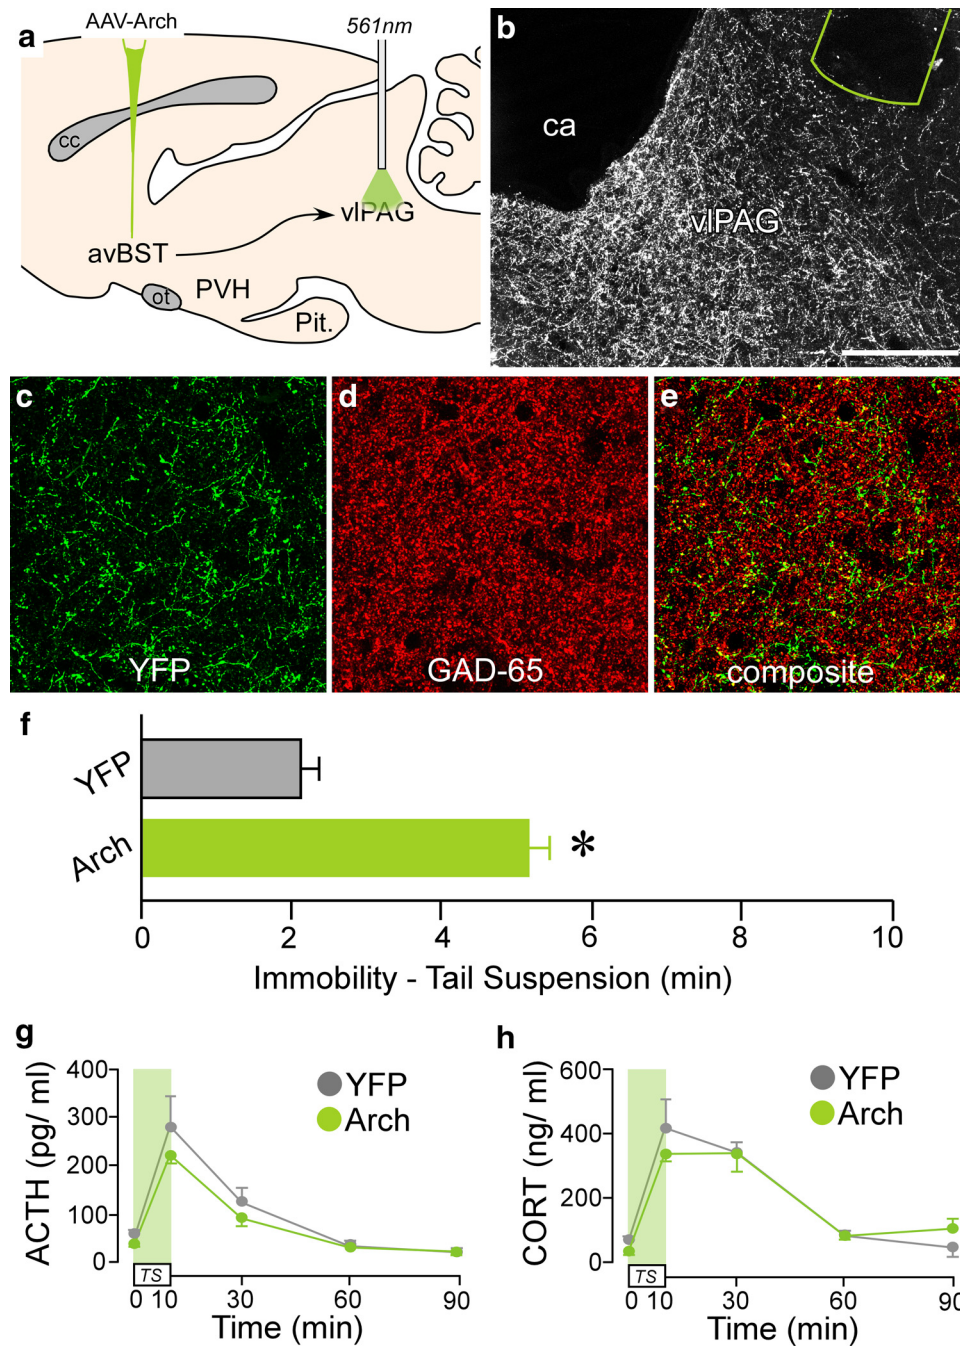 a
AAV-Arch
561nm
cc
avBST
vlPAG
ot
PVH
Pit.
b
ca
vlPAG
c
YFP
d
GAD-65
e
composite
f
YFP
Arch
*
0 2 4 6 8 10
Immobility - Tail Suspension (min)
g
ACTH (pg/ ml)
400
300
200
100
0
YFP
Arch
TS
0 10 30 60 90
Time (min)
h
CORT (ng/ ml)
600
400
200
0
YFP
Arch
TS
0 10 30 60 90
Time (min)